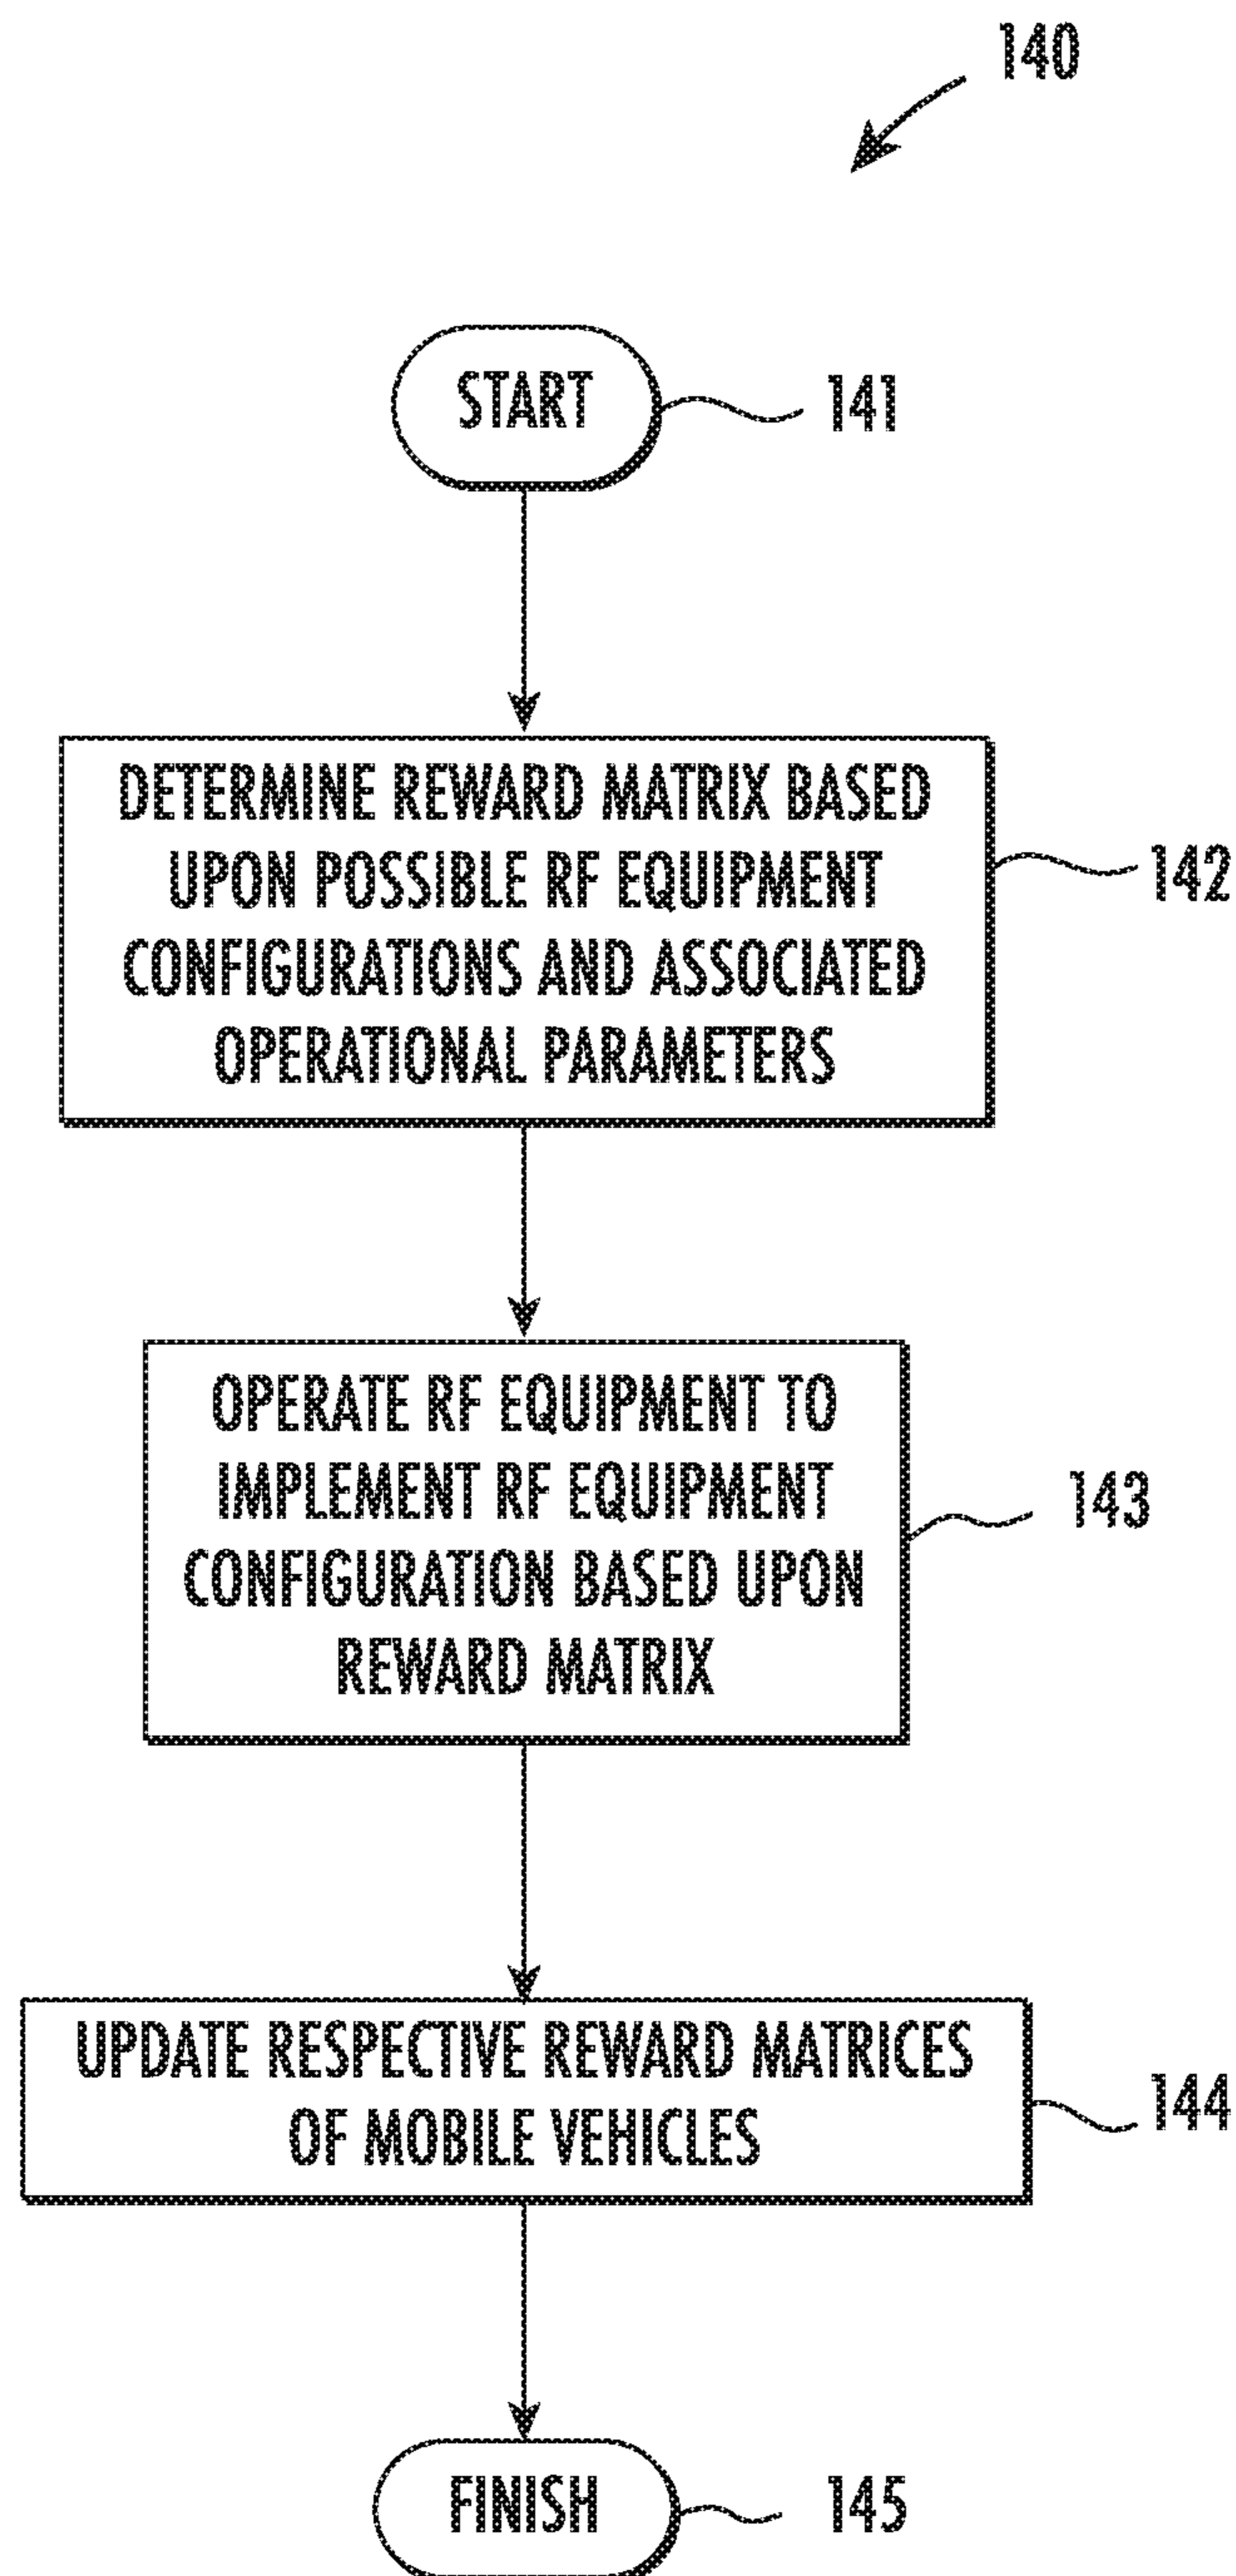 140
START
141
DETERMINE REWARD MATRIX BASED
UPON POSSIBLE RF EQUIPMENT
CONFIGURATIONS AND ASSOCIATED
OPERATIONAL PARAMETERS
142
OPERATE RF EQUIPMENT TO
IMPLEMENT RF EQUIPMENT
CONFIGURATION BASED UPON
REWARD MATRIX
143
UPDATE RESPECTIVE REWARD MATRICES
OF MOBILE VEHICLES
144
FINISH
145